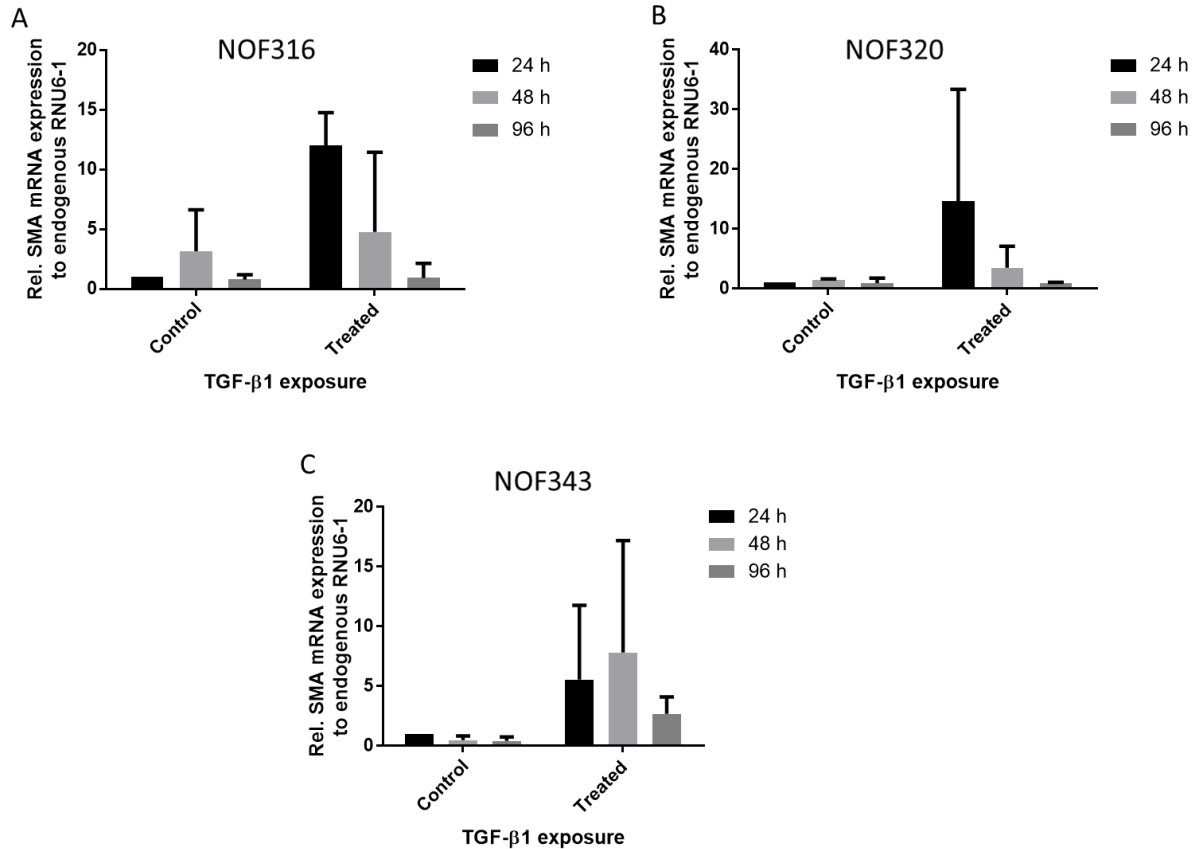 A
NOF316
Rel. SMA mRNA expression
to endogenous RNU6-1
20
15
10
5
0
24 h
48 h
96 h
Control
Treated
TGF-β1 exposure
B
NOF320
Rel. SMA mRNA expression
to endogenous RNU6-1
40
30
20
10
0
24 h
48 h
96 h
Control
Treated
TGF-β1 exposure
C
NOF343
Rel. SMA mRNA expression
to endogenous RNU6-1
20
15
10
5
0
24 h
48 h
96 h
Control
Treated
TGF-β1 exposure